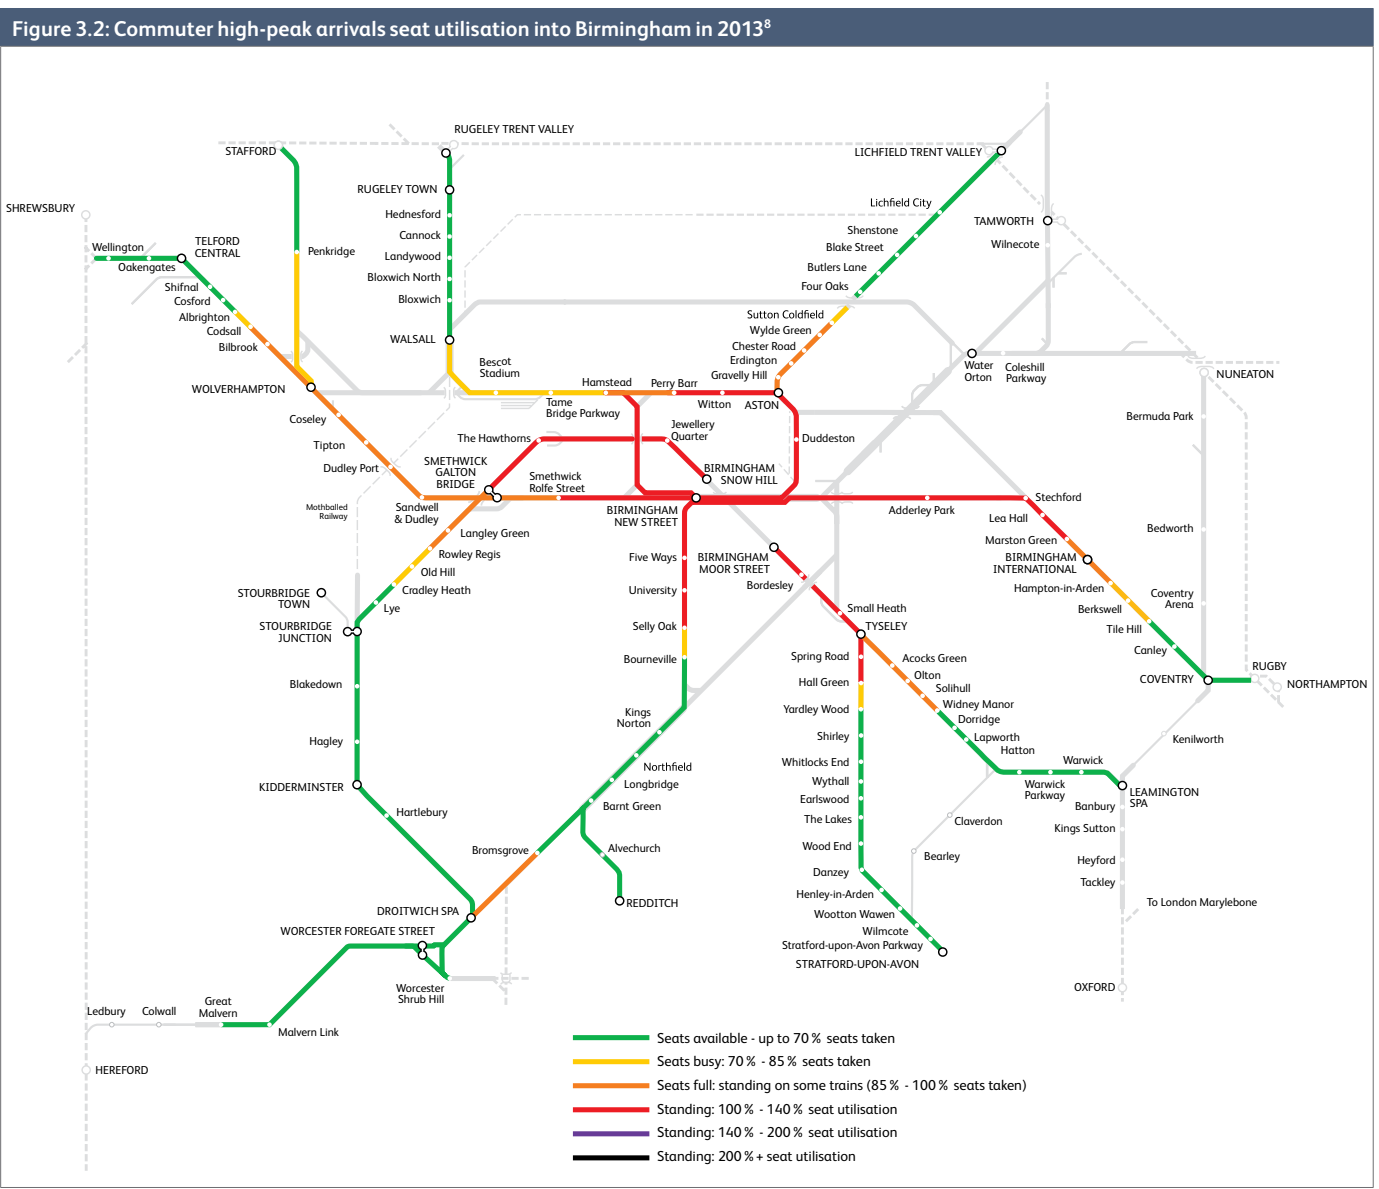 Figure 3.2: Commuter high-peak arrivals seat utilisation into Birmingham in 2013⁸
RUGELEY TRENT VALLEY
STAFFORD
LICHFIELD TRENT VALLEY
RUGELEY TOWN
SHREWSBURY
Lichfield City
Hednesford
TAMWORTH
Shenstone
Cannock
Wilnecote
Wellington
TELFORD
CENTRAL
Penkridge
Blake Street
Landywood
Oakengates
Butlers Lane
Bloxwich North
Shifnal
Four Oaks
Cosford
Bloxwich
Albrighton
Sutton Coldfield
Codsall
Wylde Green
Bilbrook
WALSALL
Chester Road
Erdington
Bescot
Stadium
Gravelly Hill
Water
Orton
Coleshill
Parkway
NUNEATON
WOLVERHAMPTON
Hamstead
Perry Barr
Tame
Bridge Parkway
Witton
ASTON
Coseley
Bermuda Park
Jewellery
Quarter
The Hawthorns
Duddeston
Tipton
SMETHWICK
GALTON
BRIDGE
Dudley Port
BIRMINGHAM
SNOW HILL
Smethwick
Rolfe Street
Mothballed
Railway
Sandwell
& Dudley
BIRMINGHAM
NEW STREET
Adderley Park
Stechford
Lea Hall
Langley Green
Marston Green
Bedworth
Rowley Regis
BIRMINGHAM
MOOR STREET
BIRMINGHAM
INTERNATIONAL
Five Ways
Old Hill
Bordesley
Hampton-in-Arden
Cradley Heath
University
STOURBRIDGE
TOWN
Lye
Small Heath
Berkswell
Coventry
Arena
STOURBRIDGE
JUNCTION
Selly Oak
TYSELEY
Tile Hill
Bourneville
Spring Road
Acocks Green
Canley
Olton
RUGBY
Blakedown
Hall Green
Solihull
COVENTRY
NORTHAMPTON
Kings
Norton
Yardley Wood
Widney Manor
Dorridge
Hagley
Shirley
Lapworth
Kenilworth
Hatton
Northfield
Whitlocks End
Warwick
KIDDERMINSTER
Longbridge
Wythall
Warwick
Parkway
LEAMINGTON
SPA
Earlswood
Hartlebury
Barnt Green
Banbury
The Lakes
Claverdon
Kings Sutton
Bromsgrove
Alvechurch
Wood End
Bearley
Heyford
Danzey
Tackley
Henley-in-Arden
REDDITCH
To London Marylebone
DROITWICH SPA
Wootton Wawen
WORCESTER FOREGATE STREET
Wilmcote
Stratford-upon-Avon Parkway
STRATFORD-UPON-AVON
Worcester
Shrub Hill
OXFORD
Ledbury
Colwall
Great
Malvern
Malvern Link
HEREFORD
Seats available - up to 70 % seats taken
Seats busy: 70 % - 85 % seats taken
Seats full: standing on some trains (85 % - 100 % seats taken)
Standing: 100 % - 140 % seat utilisation
Standing: 140 % - 200 % seat utilisation
Standing: 200 % + seat utilisation